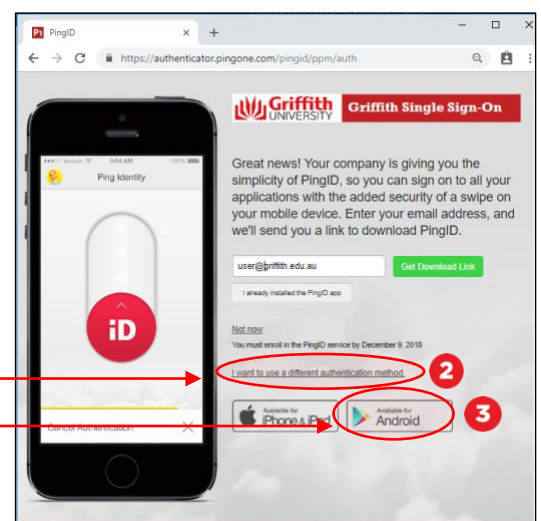 P1 PingID
https://authenticator.pingone.com/pingid/ppm/auth
Griffith
UNIVERSITY
Griffith Single Sign-On
Verizon 9:04 AM 100%
Ping Identity
iD
Cancel Authentication
Great news! Your company is giving you the
simplicity of PingID, so you can sign on to all your
applications with the added security of a swipe on
your mobile device. Enter your email address, and
we'll send you a link to download PingID.
user@griffith.edu.au
Get Download Link
I already installed the PingID app
Not now
You must enrol in the PingID service by December 9, 2018
I want to use a different authentication method.
2
Available for
iPhone & iPad
Available for
Android
3